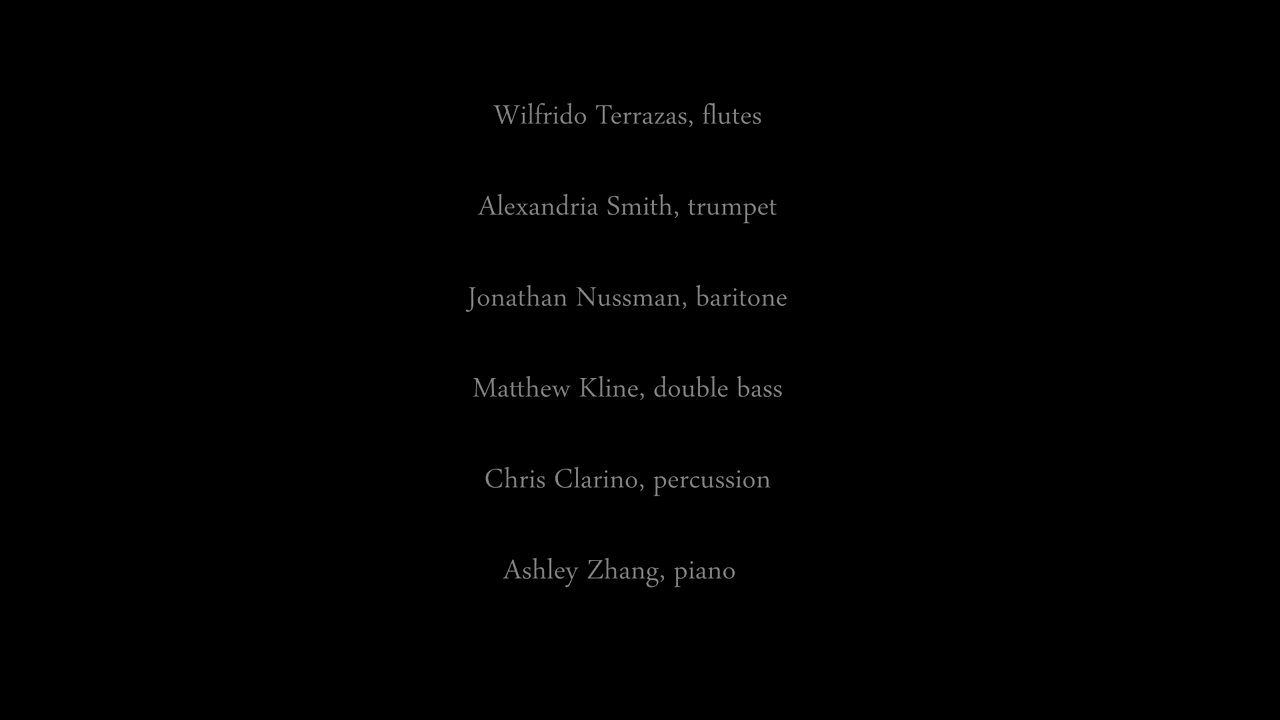 Wilfrido Terrazas, flutes
Alexandria Smith, trumpet
Jonathan Nussman, baritone
Matthew Kline, double bass
Chris Clarino, percussion
Ashley Zhang, piano